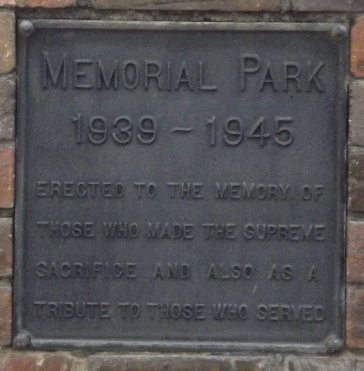 MEMORIAL PARK
1939 - 1945
ERECTED TO THE MEMORY OF
THOSE WHO MADE THE SUPREME
SACRIFICE AND ALSO AS A
TRIBUTE TO THOSE WHO SERVED